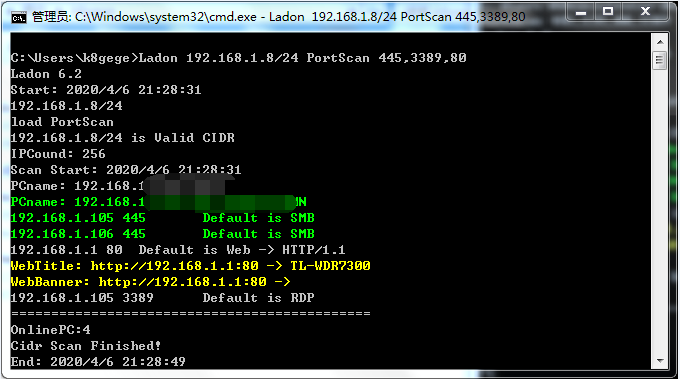 管理员: C:\Windows\system32\cmd.exe - Ladon  192.168.1.8/24 PortScan 445,3389,80
C:\Users\k8gege>Ladon 192.168.1.8/24 PortScan 445,3389,80
Ladon 6.2
Start: 2020/4/6 21:28:31
192.168.1.8/24
load PortScan
192.168.1.8/24 is Valid CIDR
IPCound: 256
Scan Start: 2020/4/6 21:28:31
PCname: 192.168.1
PCname: 192.168.1
192.168.1.105 445       Default is SMB
192.168.1.106 445       Default is SMB
192.168.1.1 80  Default is Web -> HTTP/1.1
WebTitle: http://192.168.1.1:80 -> TL-WDR7300
WebBanner: http://192.168.1.1:80 ->
192.168.1.105 3389      Default is RDP
=============================================
OnlinePC:4
Cidr Scan Finished!
End: 2020/4/6 21:28:49